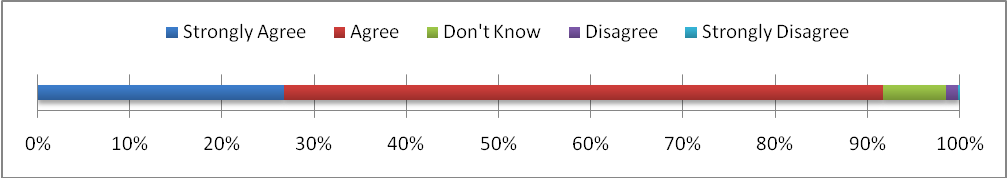 Strongly Agree Agree Don't Know Disagree Strongly Disagree
0% 10% 20% 30% 40% 50% 60% 70% 80% 90% 100%